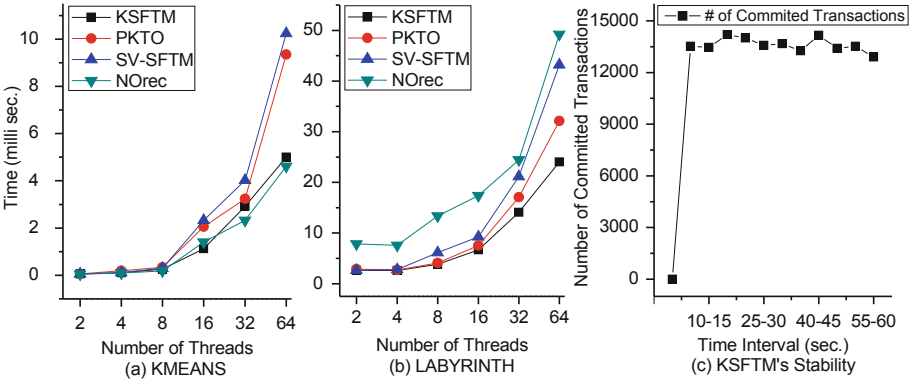 KSFTM
PKTO
SV-SFTM
NOrec
Time (milli sec.)
10
8
6
4
2
0
2 4 8 16 32 64
Number of Threads
(a) KMEANS
KSFTM
PKTO
SV-SFTM
NOrec
50
40
30
20
10
0
2 4 8 16 32 64
Number of Threads
(b) LABYRINTH
# of Commited Transactions
Number of Committed Transactions
15000
12000
9000
6000
3000
0
10-15 25-30 40-45 55-60
Time Interval (sec.)
(c) KSFTM's Stability